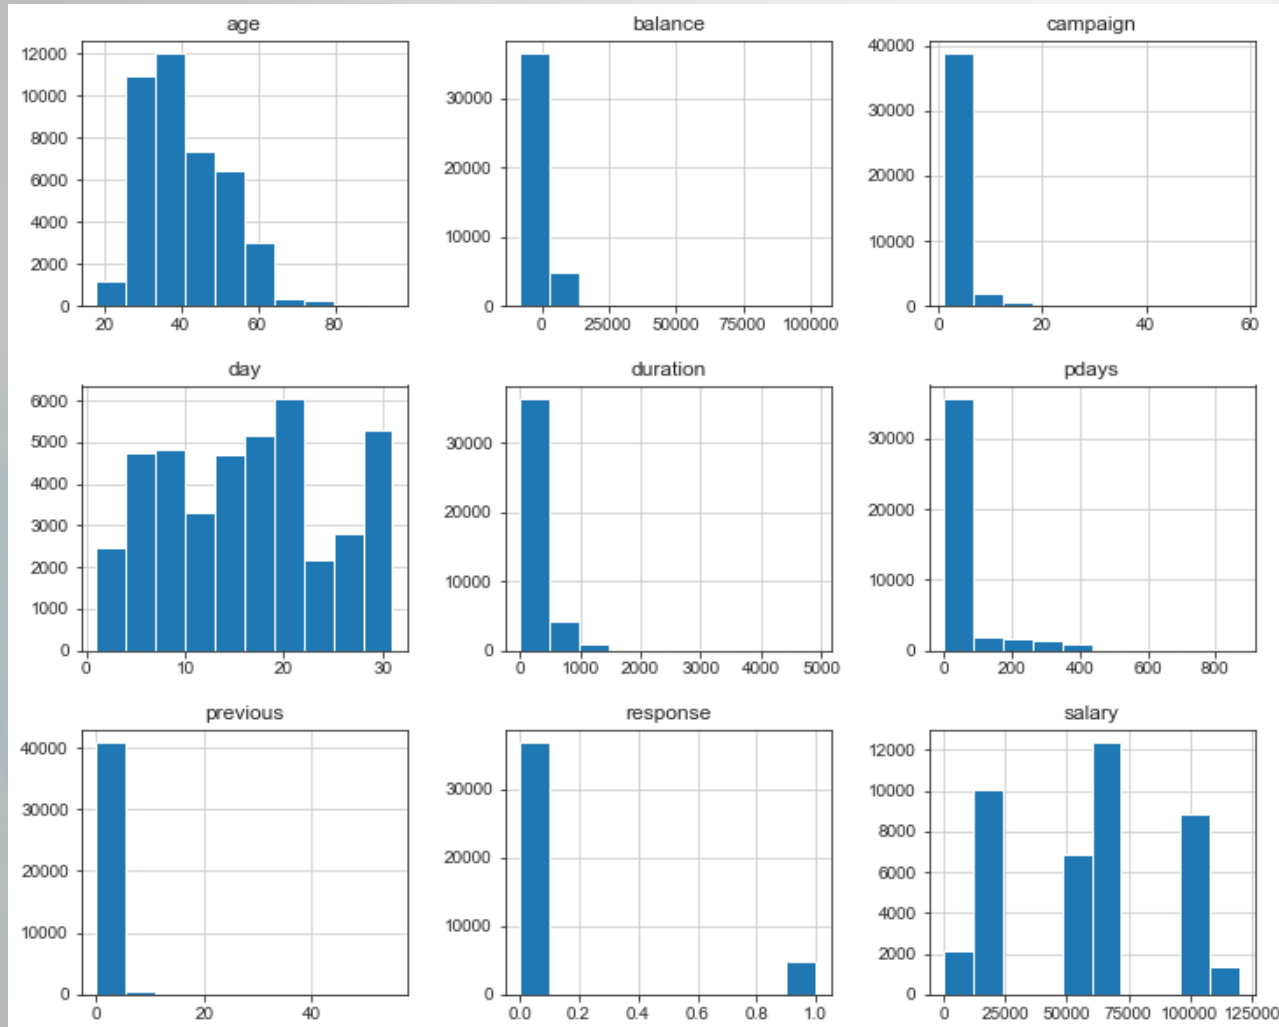 age
12000
10000
8000
6000
4000
2000
0
20 40 60 80
balance
30000
20000
10000
0
0 25000 50000 75000 100000
campaign
40000
30000
20000
10000
0
0 20 40 60
day
6000
5000
4000
3000
2000
1000
0
0 10 20 30
duration
30000
20000
10000
0
0 1000 2000 3000 4000 5000
pdays
30000
20000
10000
0
0 200 400 600 800
previous
40000
30000
20000
10000
0
0 20 40
response
30000
20000
10000
0
0.0 0.2 0.4 0.6 0.8 1.0
salary
12000
10000
8000
6000
4000
2000
0
0 25000 50000 75000 100000 125000